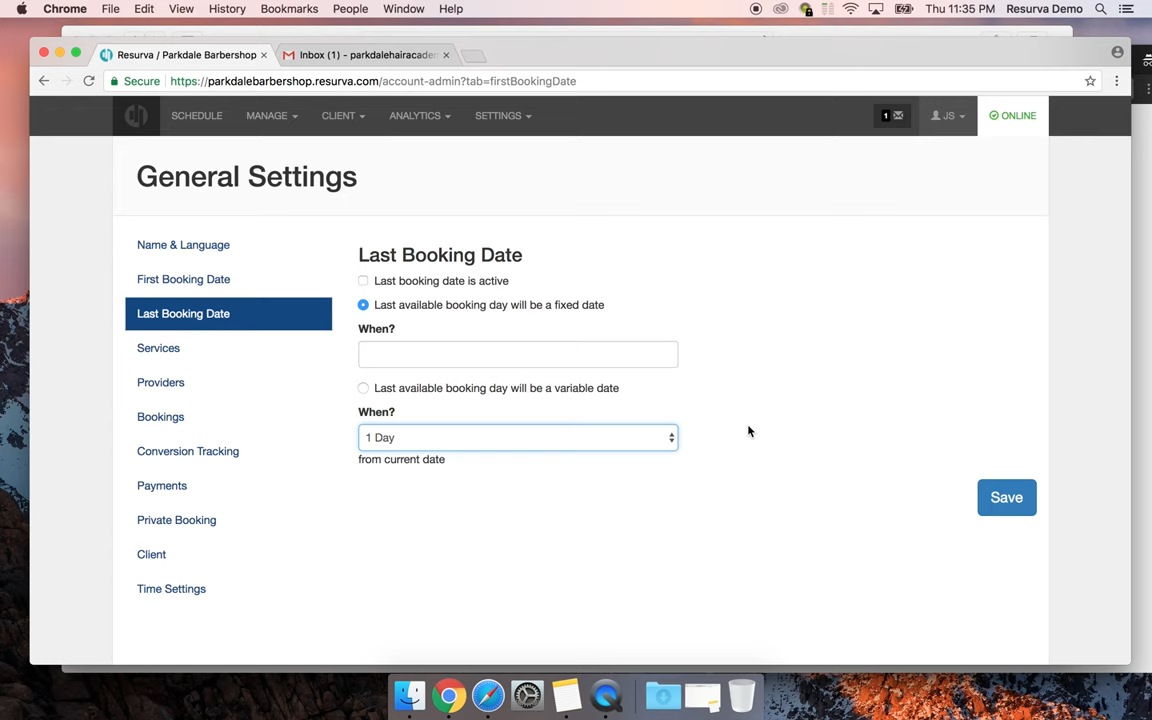 Chrome File Edit View History Bookmarks People Window Help Thu 11:35 PM Resurva Demo
Resurva / Parkdale Barbershop Inbox (1) - parkdalehairacadem
Secure https://parkdalebarbershop.resurva.com/account-admin?tab=firstBookingDate
SCHEDULE MANAGE CLIENT ANALYTICS SETTINGS 1 JS ONLINE
General Settings
Name & Language
First Booking Date
Last Booking Date
Services
Providers
Bookings
Conversion Tracking
Payments
Private Booking
Client
Time Settings
Last Booking Date
Last booking date is active
Last available booking day will be a fixed date
When?
Last available booking day will be a variable date
When?
1 Day
from current date
Save